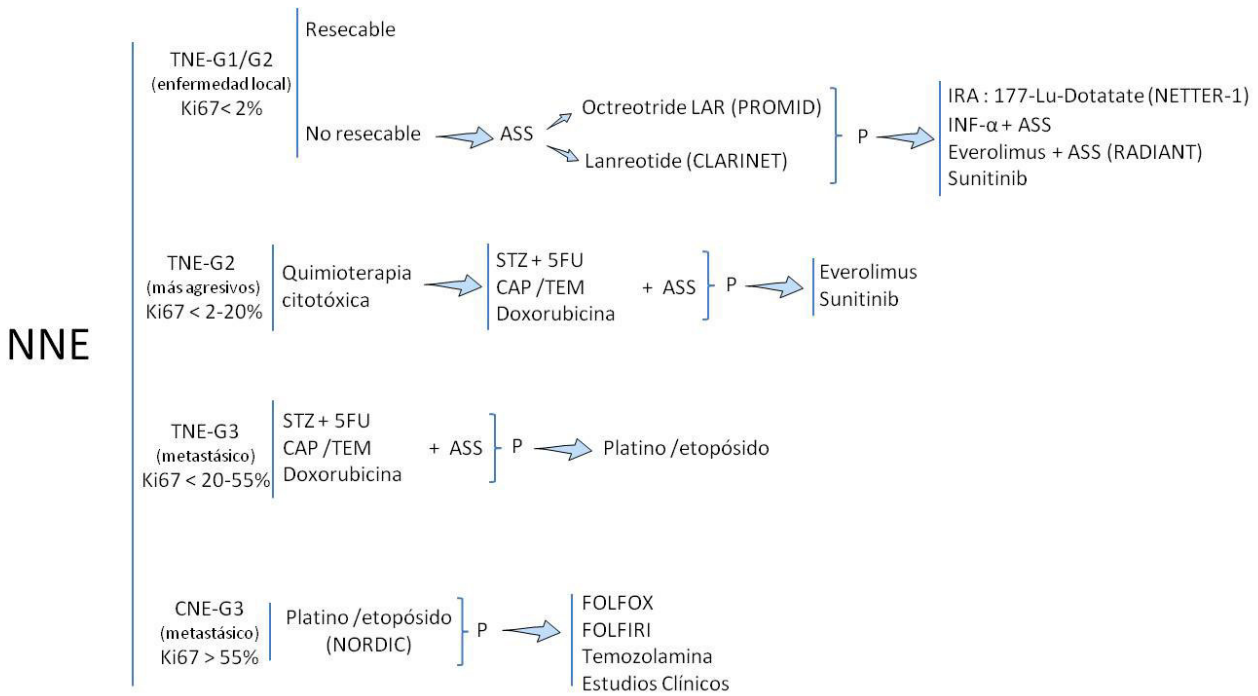 NNE
TNE-G1/G2
(enfermedad local)
Ki67< 2%
Resecable
No resecable
ASS
Octreotride LAR (PROMID)
Lanreotide (CLARINET)
P
IRA : 177-Lu-Dotatate (NETTER-1)
INF-α + ASS
Everolimus + ASS (RADIANT)
Sunitinib
TNE-G2
(más agresivos)
Ki67 < 2-20%
Quimioterapia
citotóxica
STZ + 5FU
CAP /TEM
Doxorubicina
+ ASS
P
Everolimus
Sunitinib
TNE-G3
(metastásico)
Ki67 < 20-55%
STZ + 5FU
CAP /TEM
Doxorubicina
+ ASS
P
Platino /etopósido
CNE-G3
(metastásico)
Ki67 > 55%
Platino /etopósido
(NORDIC)
P
FOLFOX
FOLFIRI
Temozolamina
Estudios Clínicos